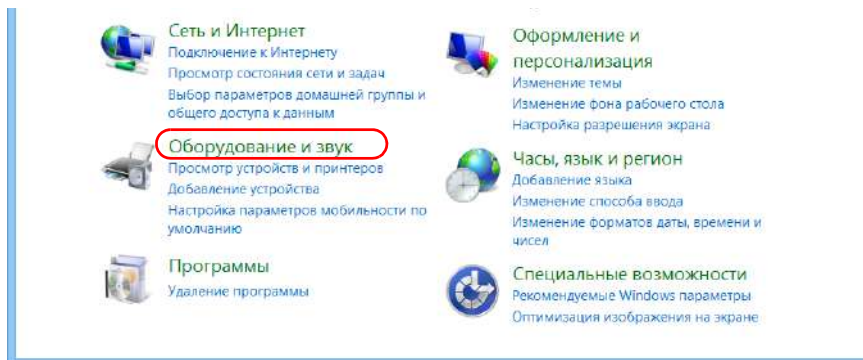 Сеть и Интернет
Подключение к Интернету
Просмотр состояния сети и задач
Выбор параметров домашней группы и
общего доступа к данным
Оборудование и звук
Просмотр устройств и принтеров
Добавление устройства
Настройка параметров мобильности по
умолчанию
Программы
Удаление программы
Оформление и
персонализация
Изменение темы
Изменение фона рабочего стола
Настройка разрешения экрана
Часы, язык и регион
Добавление языка
Изменение способа ввода
Изменение форматов даты, времени и
чисел
Специальные возможности
Рекомендуемые Windows параметры
Оптимизация изображения на экране